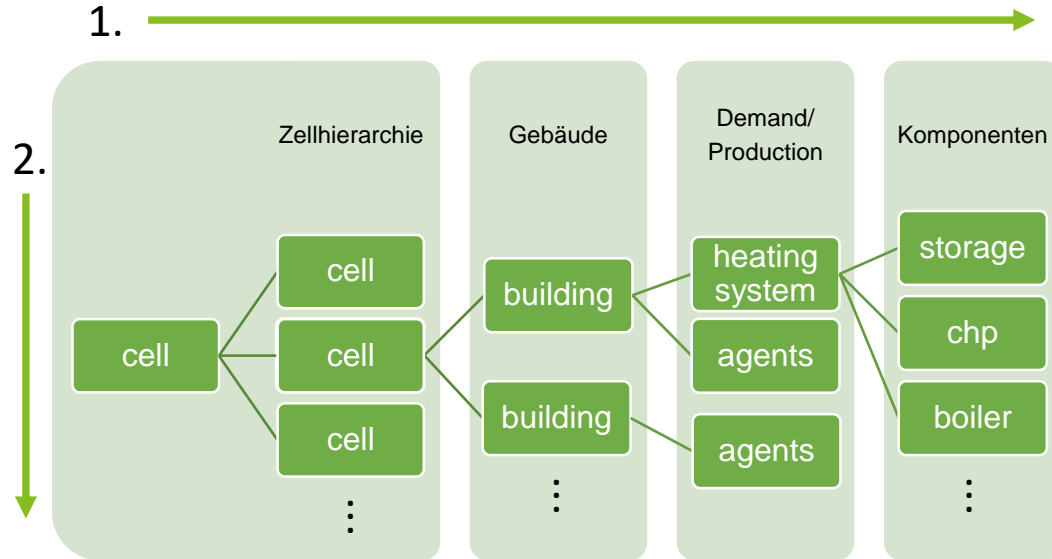 1.
2.
Zellhierarchie
Gebäude
Demand/
Production
Komponenten
cell
cell
cell
cell
⋮
building
building
⋮
heating
system
agents
agents
⋮
storage
chp
boiler
⋮